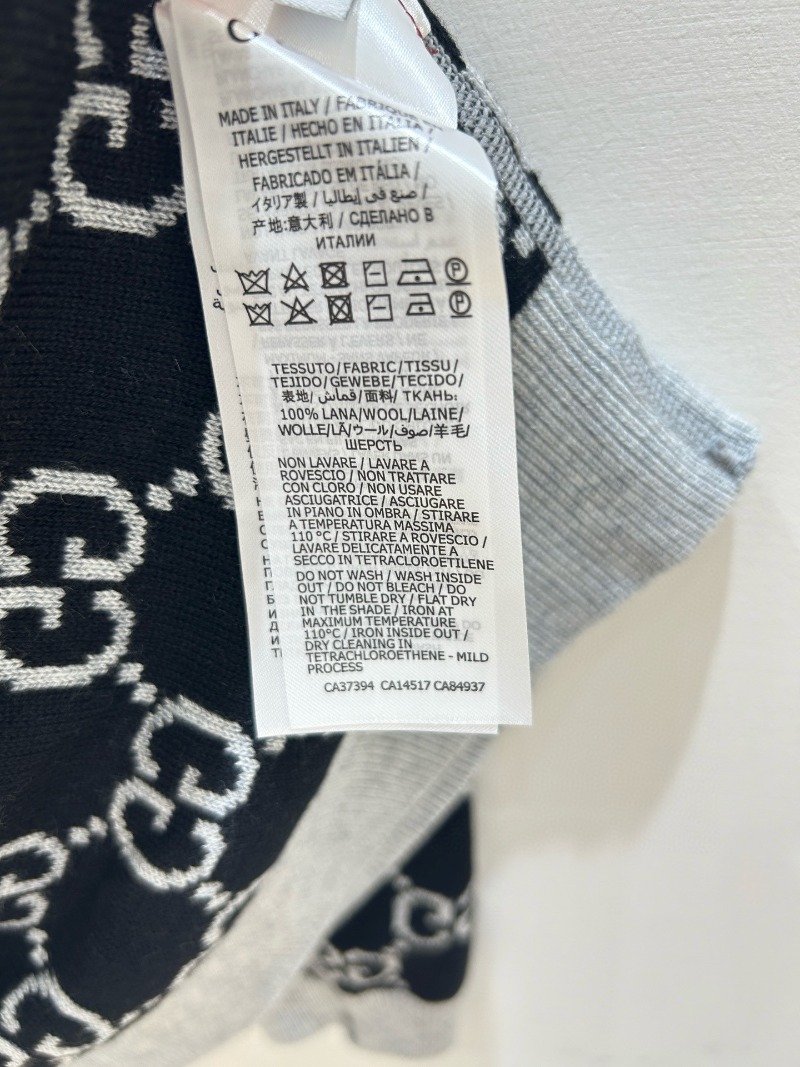 MADE IN ITALY / FABRIQUÉ
ITALIE / HECHO EN ITALIA
HERGESTELLT IN ITALIEN /
FABRICADO EM ITÁLIA /
イタリア製 / صنع في إيطاليا /
产地:意大利 / СДЕЛАНО В
ИТАЛИИ
TESSUTO/FABRIC/TISSU/
TEJIDO/GEWEBE/TECIDO/
表地/قماش/面料/ ТКАНЬ:
100% LANA/WOOL/LAINE/
WOLLE/LÃ/ウール/صوف/羊毛/
ШЕРСТЬ
NON LAVARE / LAVARE A
ROVESCIO / NON TRATTARE
CON CLORO / NON USARE
ASCIUGATRICE / ASCIUGARE
IN PIANO IN OMBRA / STIRARE
A TEMPERATURA MASSIMA
110 °C / STIRARE A ROVESCIO /
LAVARE DELICATAMENTE A
SECCO IN TETRACLOROETILENE
DO NOT WASH / WASH INSIDE
OUT / DO NOT BLEACH / DO
NOT TUMBLE DRY / FLAT DRY
IN THE SHADE / IRON AT
MAXIMUM TEMPERATURE
110°C / IRON INSIDE OUT /
DRY CLEANING IN
TETRACHLOROETHENE - MILD
PROCESS
CA37394 CA14517 CA84937